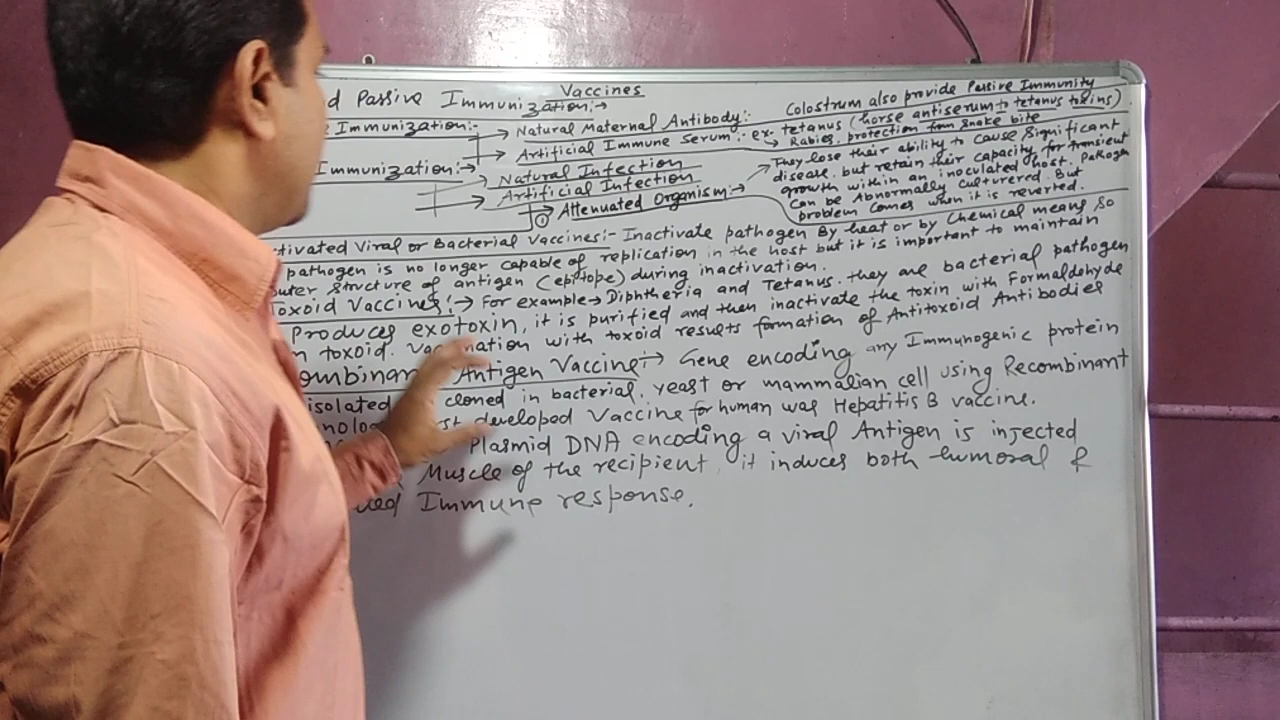 Vaccines
d Passive Immunization:→
Colostrum also provide Passive Immunity
e Immunization:-
→ Natural Maternal Antibody:-
→ Artificial Immune Serum:- ex- tetanus (horse antiserum to tetanus toxins)
→ Rabies, protection from snake bite
Immunization:→
Natural Infection
→ Artificial Infection
① Attenuated Organism:→
They lose their ability to cause significant
disease, but retain their capacity for transient
growth within an inoculated host. Pathogen
can be Abnormally culturered. But
problem comes when it is reverted.
ctivated Viral or Bacterial Vaccines:- Inactivate pathogen By heat or by Chemical means so
pathogen is no longer capable of replication in the host but it is important to maintain
outer structure of antigen (epitope) during inactivation.
Toxoid Vaccines:→ For example→ Diphtheria and Tetanus. they are bacterial pathogen
Produces exotoxin, it is purified and then inactivate the toxin with Formaldehyde
n toxoid. Vaccination with toxoid results formation of Antitoxoid Antibodies
ombinant Antigen Vaccine:→ Gene encoding any Immunogenic protein
isolated cloned in bacterial, yeast or mammalian cell using Recombinant
nolo st developed Vaccine for human was Hepatitis B vaccine.
Plasmid DNA encoding a viral Antigen is injected
Muscle of the recipient, it induces both humoral &
ted Immune response.